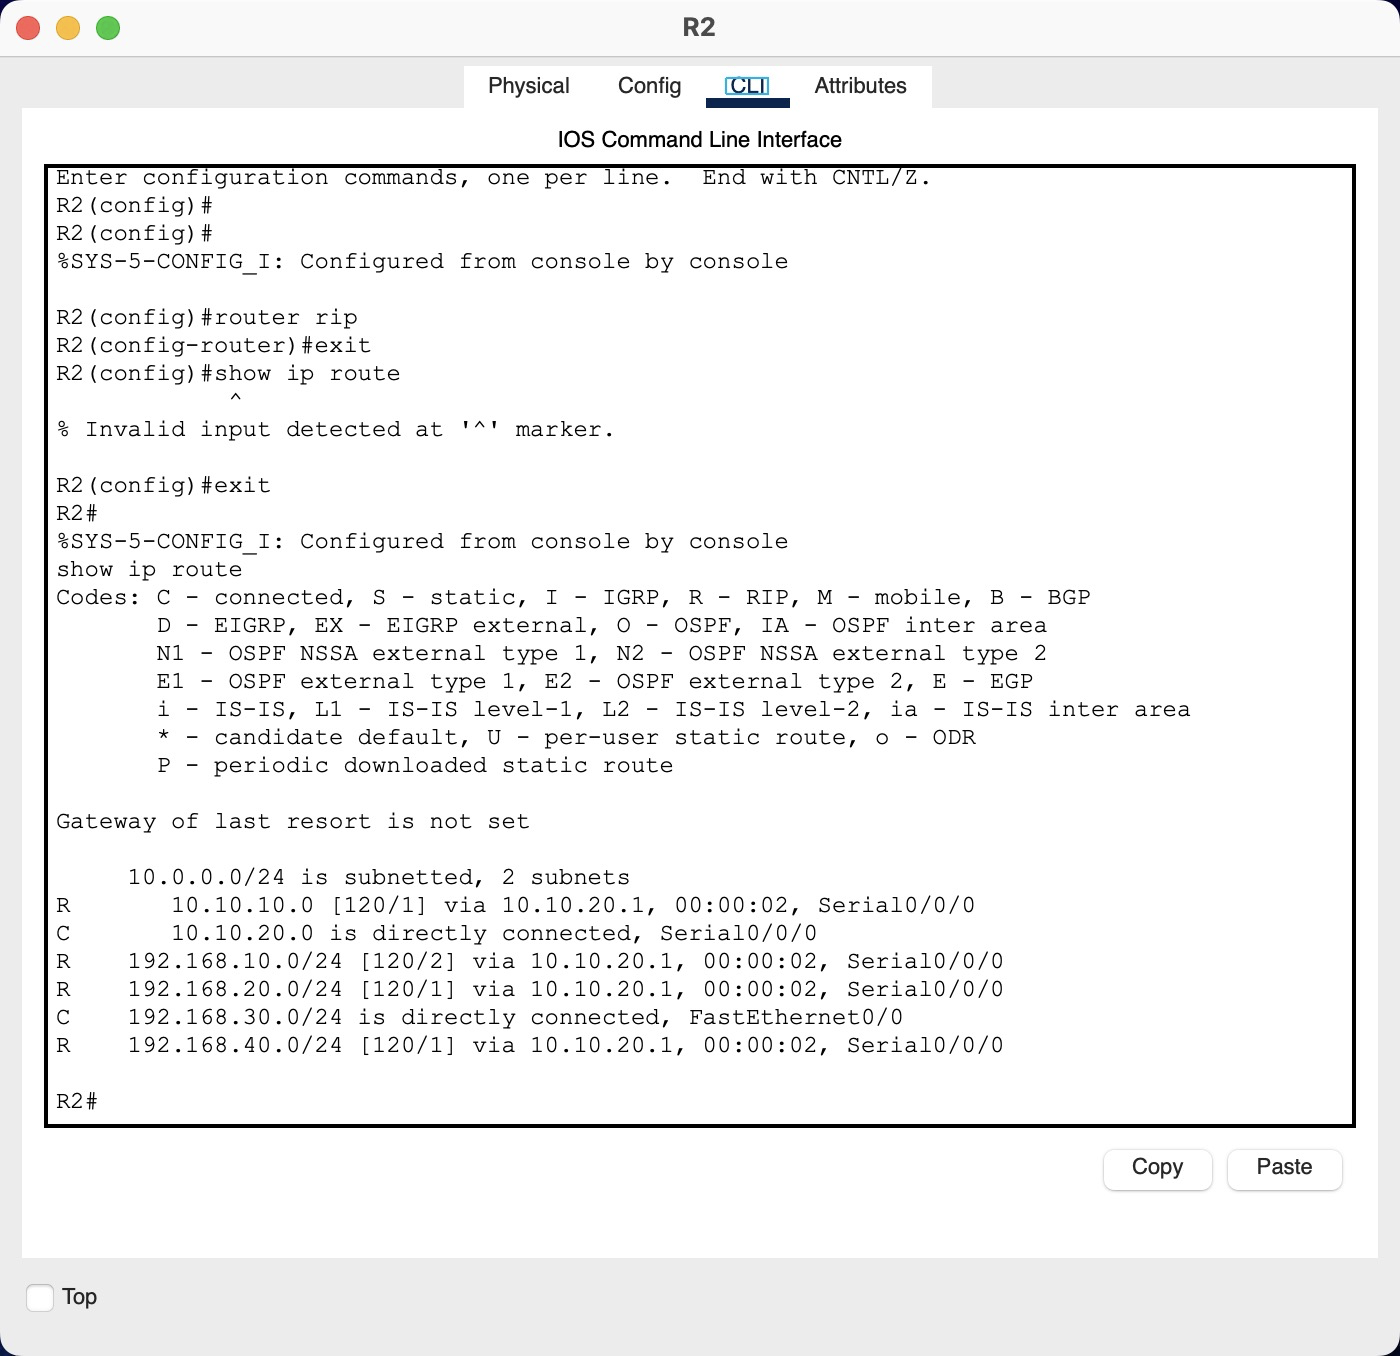 R2
Physical Config CLI Attributes
IOS Command Line Interface
Enter configuration commands, one per line.  End with CNTL/Z.
R2(config)#
R2(config)#
%SYS-5-CONFIG_I: Configured from console by console
R2(config)#router rip
R2(config-router)#exit
R2(config)#show ip route
^
% Invalid input detected at '^' marker.
R2(config)#exit
R2#
%SYS-5-CONFIG_I: Configured from console by console
show ip route
Codes: C - connected, S - static, I - IGRP, R - RIP, M - mobile, B - BGP
D - EIGRP, EX - EIGRP external, O - OSPF, IA - OSPF inter area
N1 - OSPF NSSA external type 1, N2 - OSPF NSSA external type 2
E1 - OSPF external type 1, E2 - OSPF external type 2, E - EGP
i - IS-IS, L1 - IS-IS level-1, L2 - IS-IS level-2, ia - IS-IS inter area
* - candidate default, U - per-user static route, o - ODR
P - periodic downloaded static route
Gateway of last resort is not set
10.0.0.0/24 is subnetted, 2 subnets
R 10.10.10.0 [120/1] via 10.10.20.1, 00:00:02, Serial0/0/0
C 10.10.20.0 is directly connected, Serial0/0/0
R 192.168.10.0/24 [120/2] via 10.10.20.1, 00:00:02, Serial0/0/0
R 192.168.20.0/24 [120/1] via 10.10.20.1, 00:00:02, Serial0/0/0
C 192.168.30.0/24 is directly connected, FastEthernet0/0
R 192.168.40.0/24 [120/1] via 10.10.20.1, 00:00:02, Serial0/0/0
R2#
Copy Paste
Top